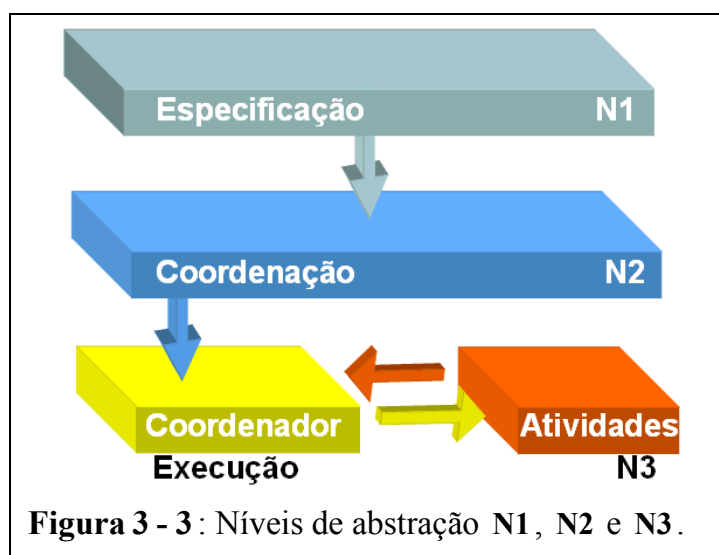 Especificação N1
Coordenação N2
Coordenador Atividades
Execução N3
Figura 3 - 3: Níveis de abstração N1, N2 e N3.